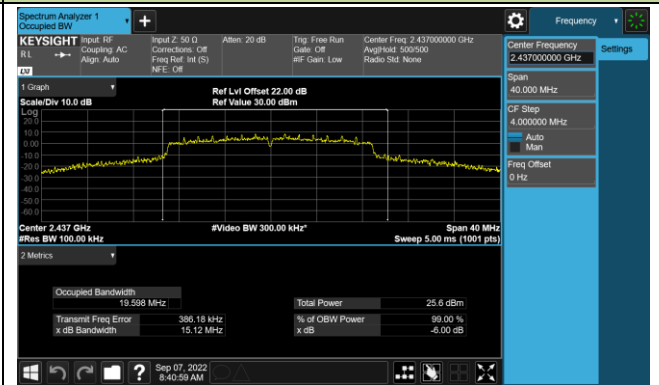 Spectrum Analyzer 1
Occupied BW
Frequency
KEYSIGHT
RL
LXI
Input: RF
Coupling: AC
Align: Auto
Input Z: 50 Ω
Corrections: Off
Freq Ref: Int (S)
NFE: Off
Atten: 20 dB
Trig: Free Run
Gate: Off
#IF Gain: Low
Center Freq: 2.437000000 GHz
Avg|Hold: 500/500
Radio Std: None
Center Frequency
2.437000000 GHz
Settings
Span
40.000 MHz
CF Step
4.000000 MHz
Auto
Man
Freq Offset
0 Hz
1 Graph
Scale/Div 10.0 dB
Ref Lvl Offset 22.00 dB
Ref Value 30.00 dBm
Log
20.0
10.0
0.00
-10.0
-20.0
-30.0
-40.0
-50.0
-60.0
Center 2.437 GHz
#Video BW 300.00 kHz*
Span 40 MHz
#Res BW 100.00 kHz
Sweep 5.00 ms (1001 pts)
2 Metrics
Occupied Bandwidth
19.598 MHz
Total Power 25.6 dBm
Transmit Freq Error 386.18 kHz
% of OBW Power 99.00 %
x dB Bandwidth 15.12 MHz
x dB -6.00 dB
?
Sep 07, 2022
8:40:59 AM